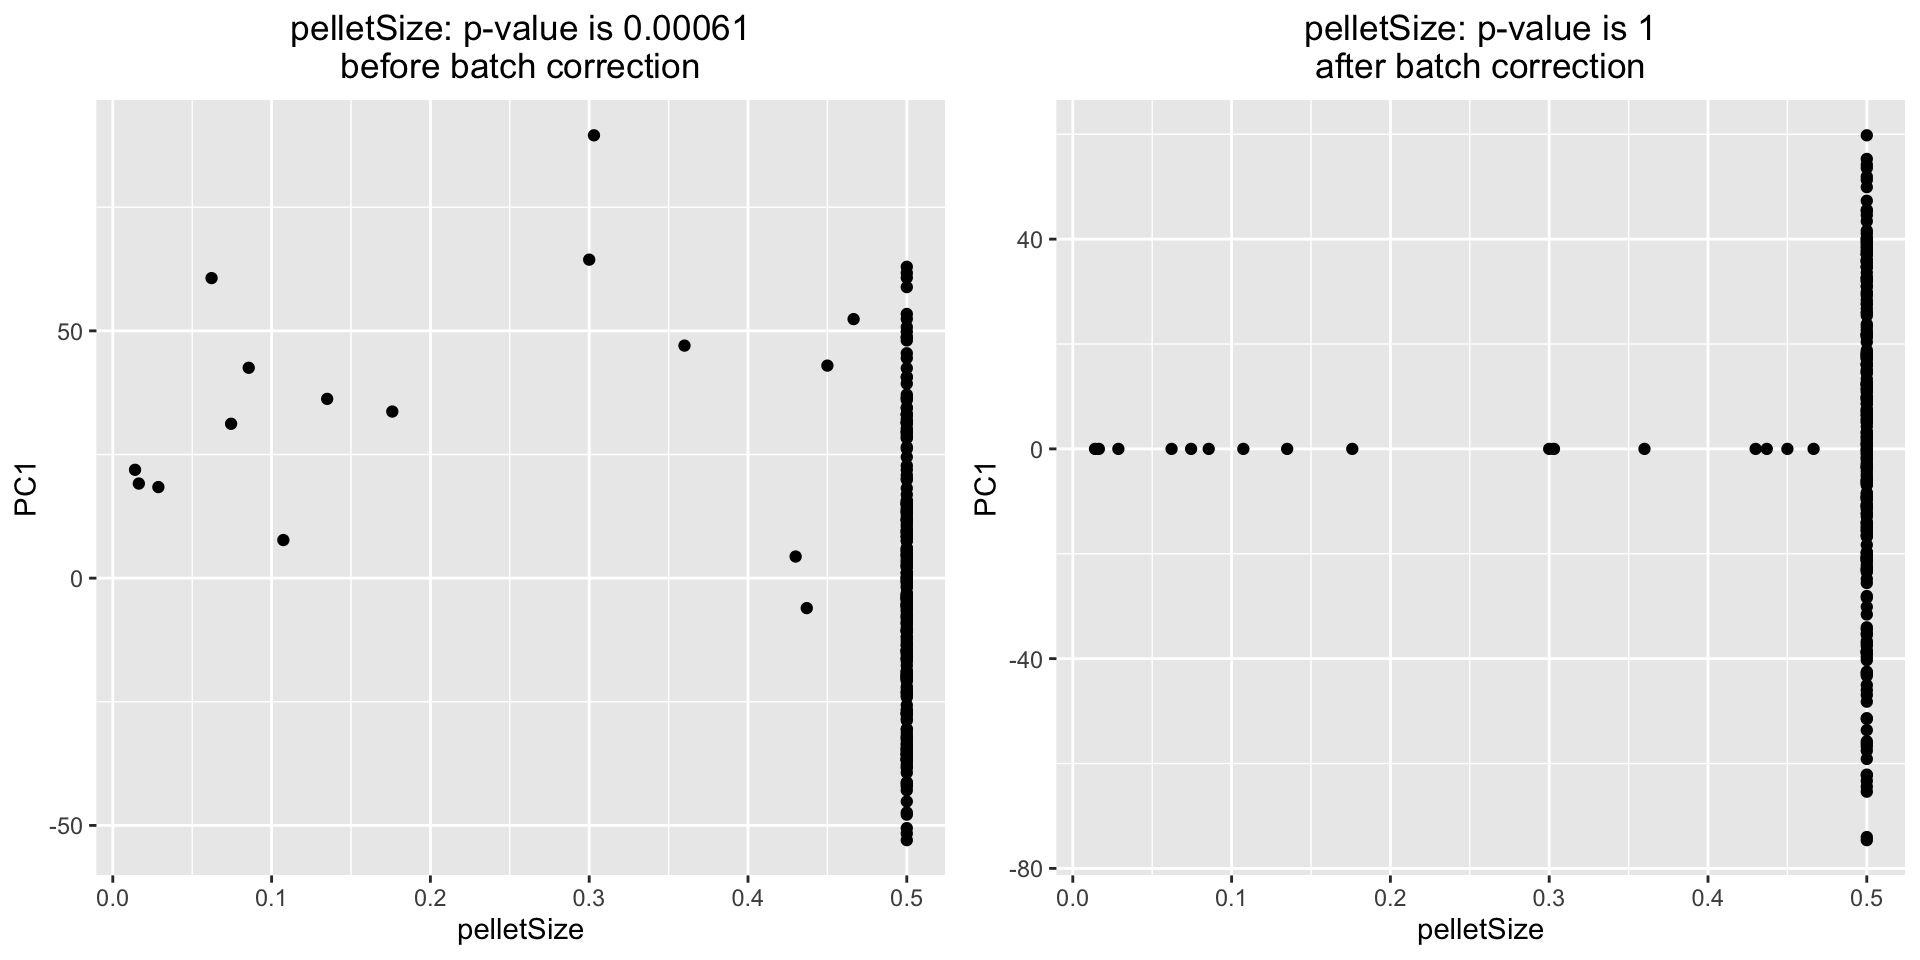 pelletSize: p-value is 0.00061
before batch correction
PC1
50
0
-50
0.0
0.1
0.2
0.3
0.4
0.5
pelletSize
pelletSize: p-value is 1
after batch correction
PC1
40
0
-40
-80
0.0
0.1
0.2
0.3
0.4
0.5
pelletSize